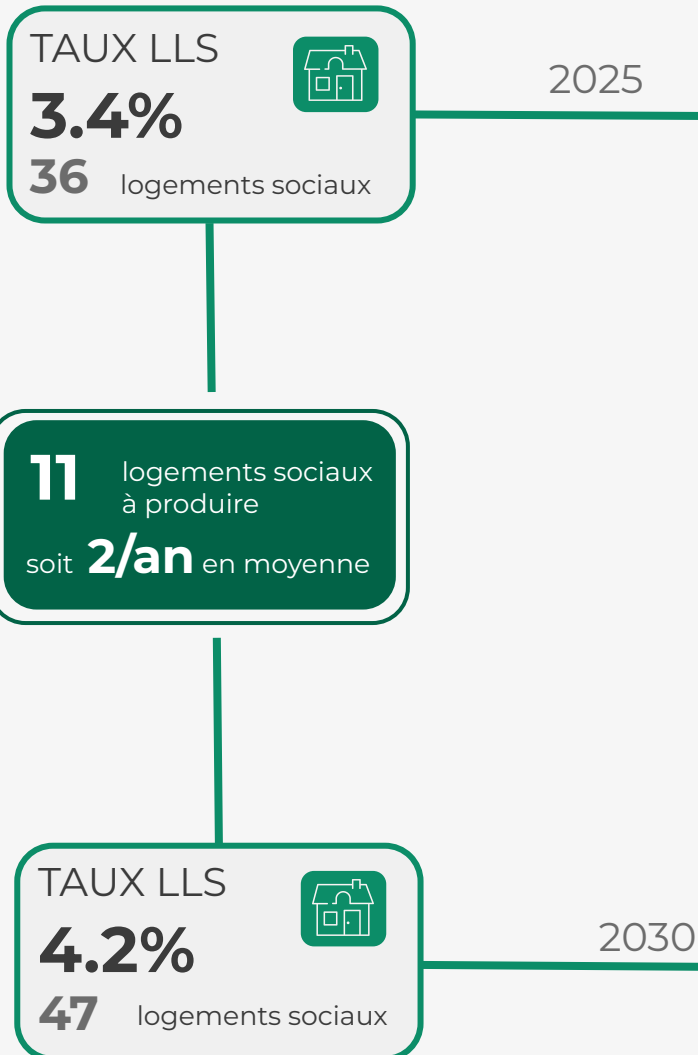 TAUX LLS
3.4%
2025
36 logements sociaux
11 logements sociaux
à produire
soit 2/an en moyenne
TAUX LLS
4.2%
2030
47 logements sociaux